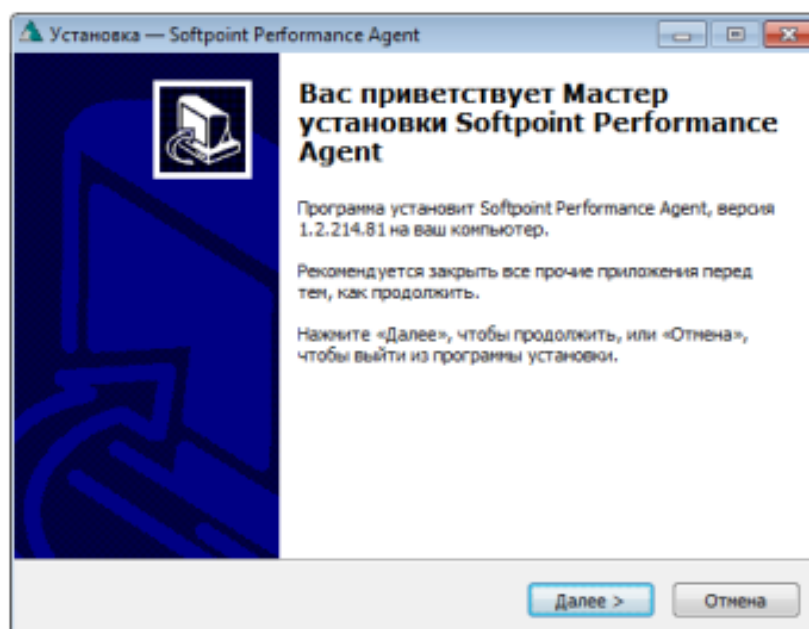 Установка — Softpoint Performance Agent
Вас приветствует Мастер
установки Softpoint Performance
Agent
Программа установит Softpoint Performance Agent, версия
1.2.214.81 на ваш компьютер.
Рекомендуется закрыть все прочие приложения перед
тем, как продолжить.
Нажмите «Далее», чтобы продолжить, или «Отмена»,
чтобы выйти из программы установки.
Далее >
Отмена